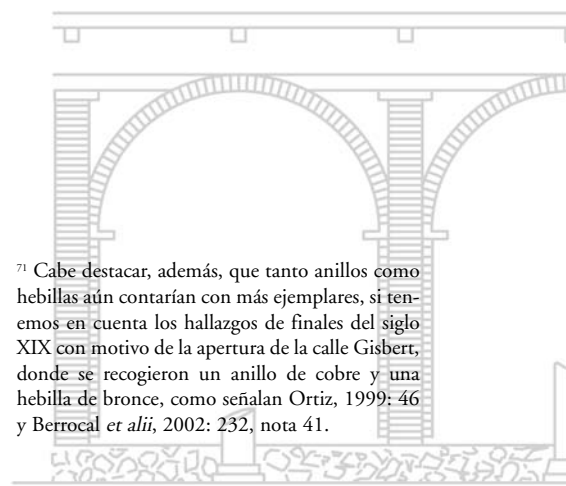 71 Cabe destacar, además, que tanto anillos como
hebillas aún contarían con más ejemplares, si ten-
emos en cuenta los hallazgos de finales del siglo
XIX con motivo de la apertura de la calle Gisbert,
donde se recogieron un anillo de cobre y una
hebilla de bronce, como señalan Ortiz, 1999: 46
y Berrocal et alii, 2002: 232, nota 41.